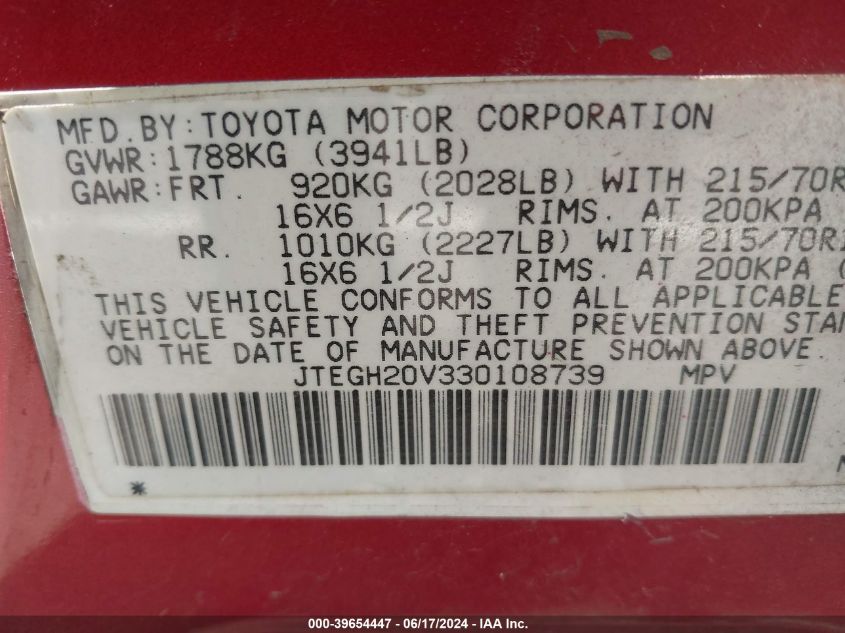 MFD. BY: TOYOTA MOTOR CORPORATION
GVWR: 1788KG (3941LB)
GAWR: FRT. 920KG (2028LB) WITH 215/70R
16X6 1/2J RIMS. AT 200KPA
RR. 1010KG (2227LB) WITH 215/70R1
16X6 1/2J RIMS. AT 200KPA (
THIS VEHICLE CONFORMS TO ALL APPLICABLE
VEHICLE SAFETY AND THEFT PREVENTION STAN
ON THE DATE OF MANUFACTURE SHOWN ABOVE.
JTEGH20V330108739 MPV
*
000-39654447 - 06/17/2024 - IAAI.COM